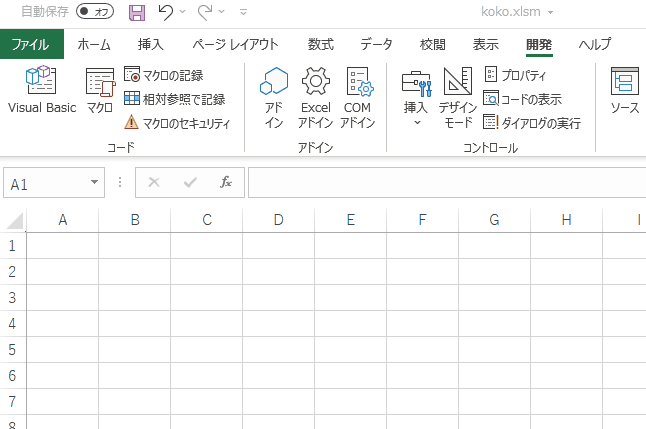 自動保存 オフ koko.xlsm
ファイル ホーム 挿入 ページ レイアウト 数式 データ 校閲 表示 開発 ヘルプ
Visual Basic
マクロ
マクロの記録
相対参照で記録
マクロのセキュリティ
コード
アド
イン
Excel
アドイン
COM
アドイン
アドイン
挿入
デザイン
モード
プロパティ
コードの表示
ダイアログの実行
コントロール
ソース
A1
fx
A B C D E F G H I
1
2
3
4
5
6
7
8